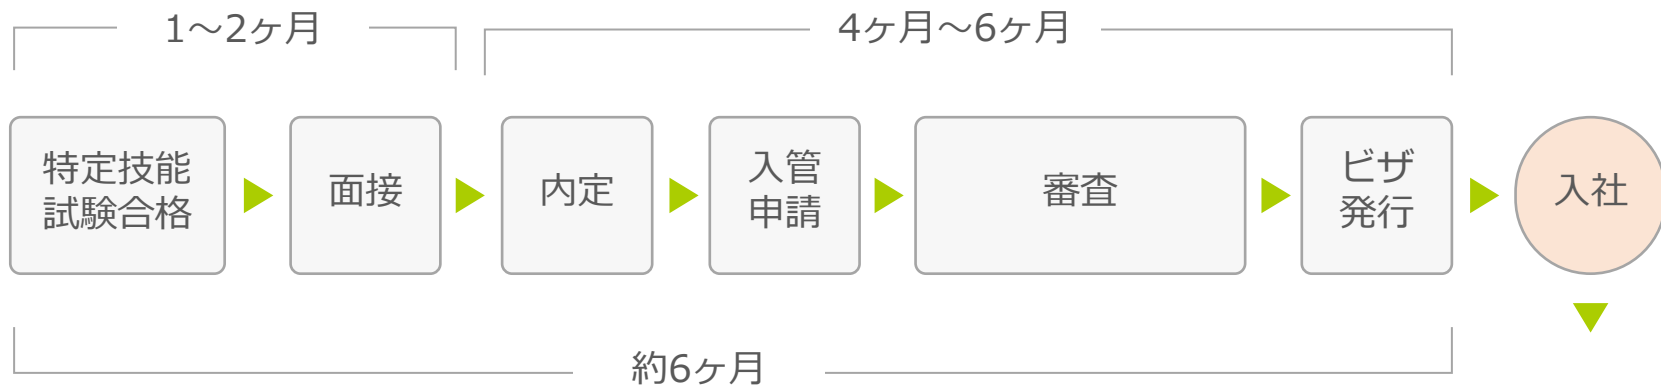 1～2ヶ月
4ヶ月～6ヶ月
特定技能
試験合格
面接
内定
入管
申請
審査
ビザ
発行
入社
約6ヶ月